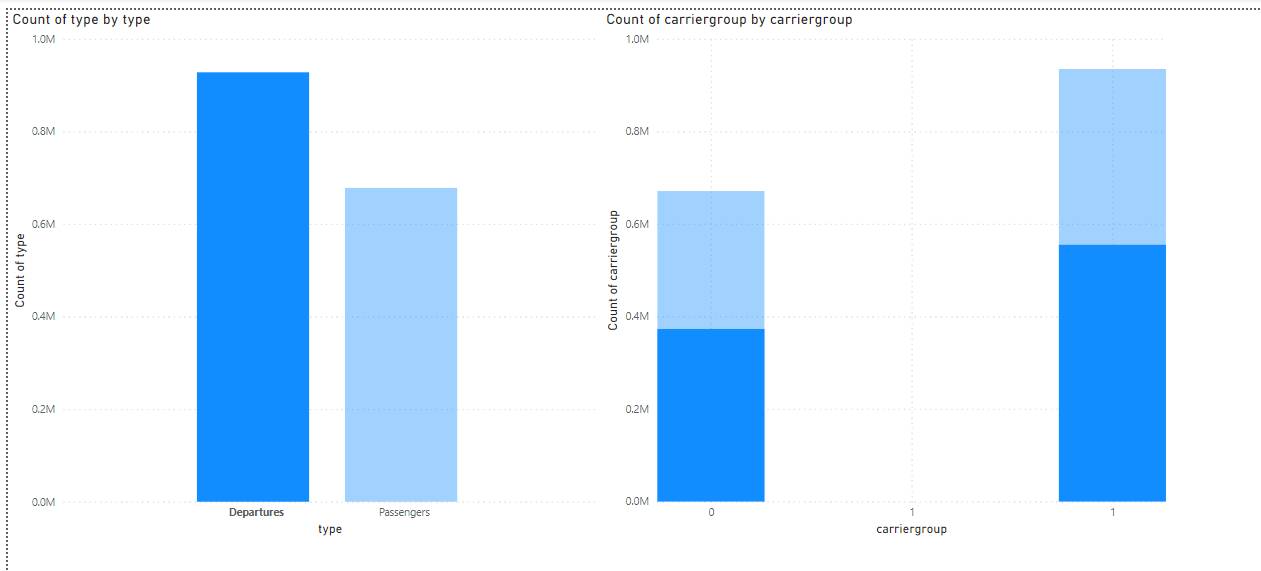 Count of type by type
1.0M
0.8M
0.6M
0.4M
0.2M
0.0M
Count of type
Departures
Passengers
type
Count of carriergroup by carriergroup
1.0M
0.8M
0.6M
0.4M
0.2M
0.0M
Count of carriergroup
0
1
1
carriergroup